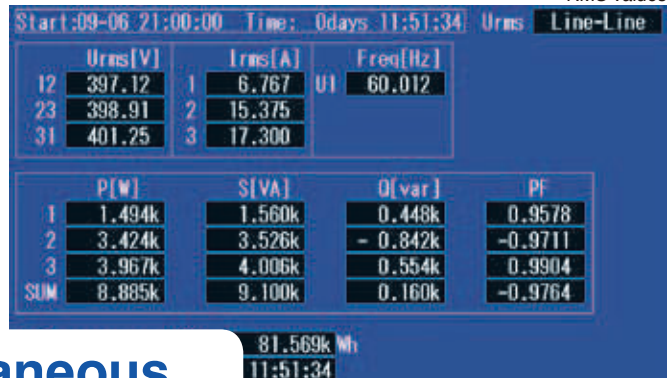 Start:09-06 21:00:00 Time: 0days 11:51:34 Urms Line-Line
Urms[V] Irms[A] Freq[Hz]
12 397.12 1 6.767 U1 60.012
23 398.91 2 15.375
31 401.25 3 17.300
P[W] S[VA] Q[var] PF
1 1.494k 1.560k 0.448k 0.9578
2 3.424k 3.526k - 0.842k -0.9711
3 3.967k 4.006k 0.554k 0.9904
SUM 8.885k 9.100k 0.160k -0.9764
81.569k Wh
11:51:34